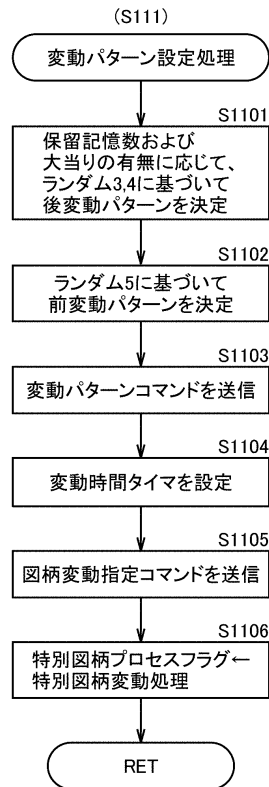 (S111)
変動パターン設定処理
S1101
保留記憶数および
大当りの有無に応じて、
ランダム3,4に基づいて
後変動パターンを決定
S1102
ランダム5に基づいて
前変動パターンを決定
S1103
変動パターンコマンドを送信
S1104
変動時間タイマを設定
S1105
図柄変動指定コマンドを送信
S1106
特別図柄プロセスフラグ←
特別図柄変動処理
RET